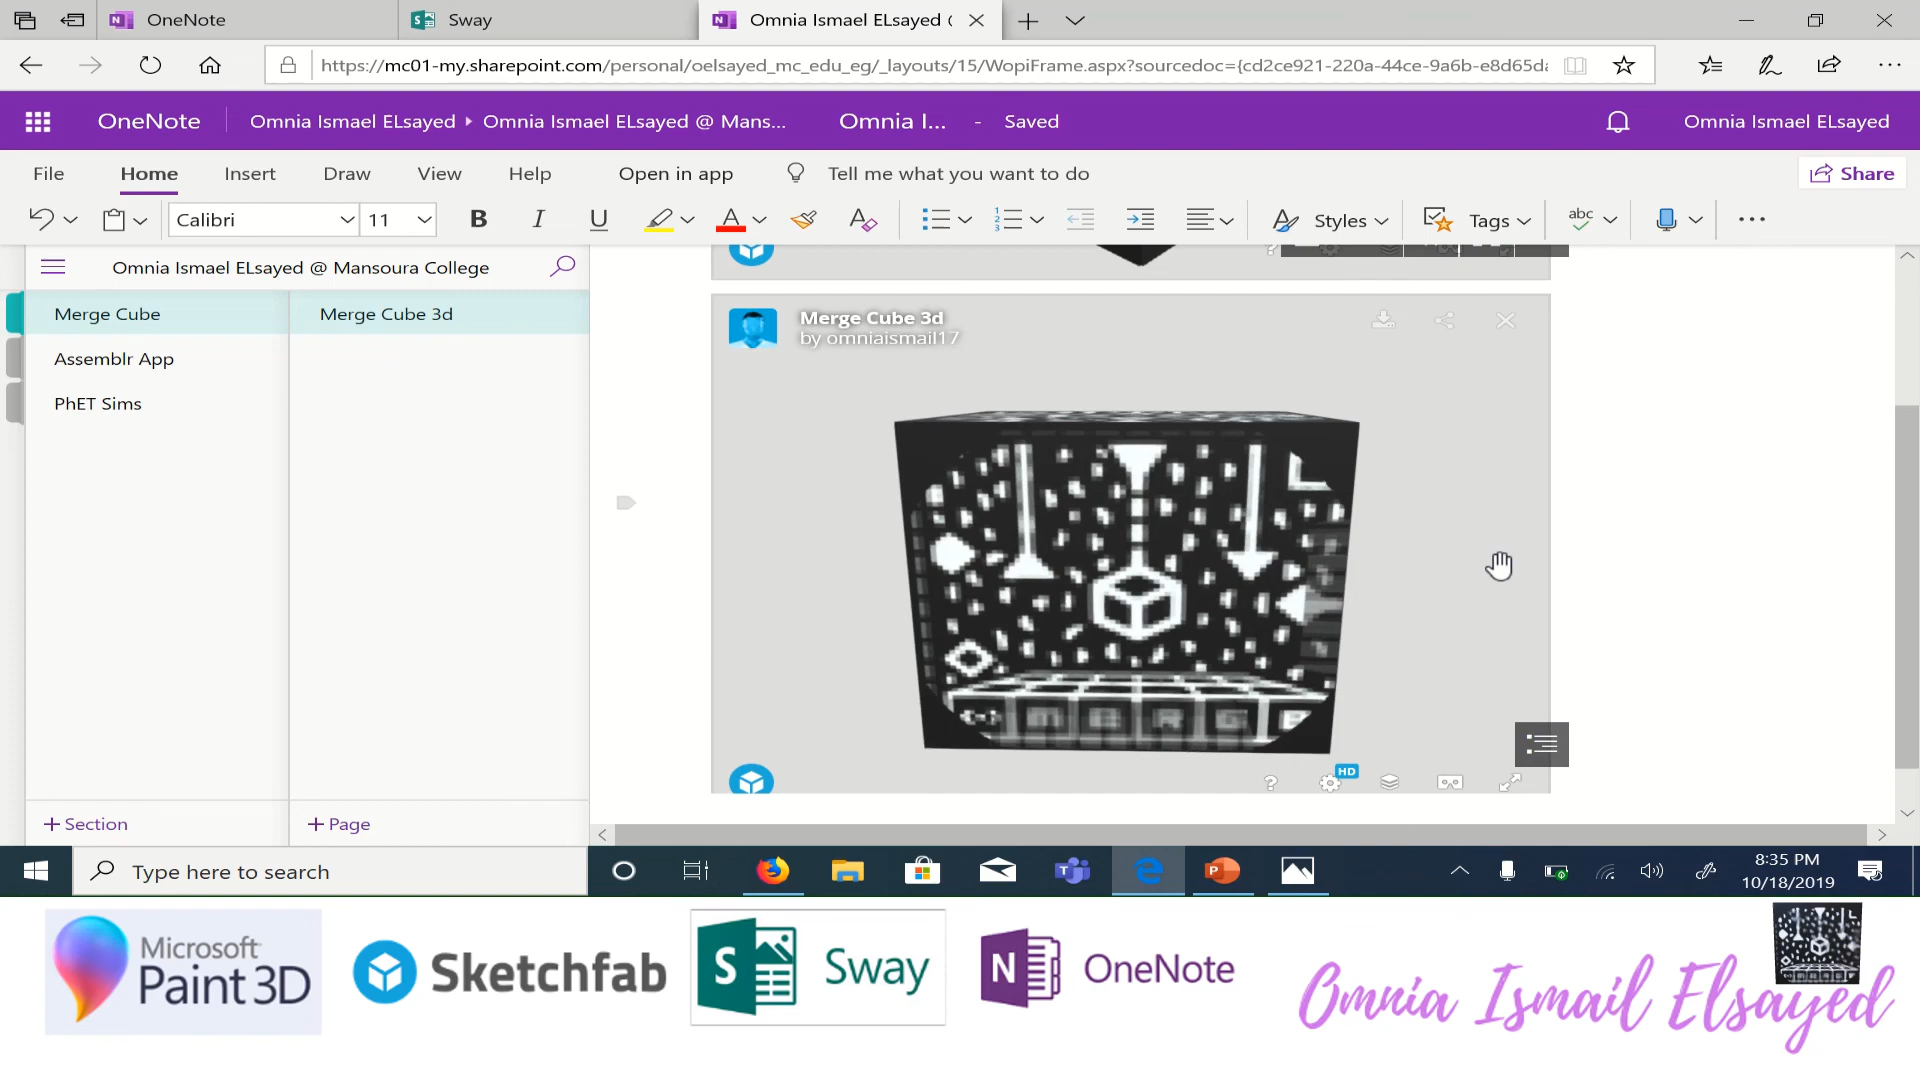 OneNote
Sway
Omnia Ismael ELsayed (
https://mc01-my.sharepoint.com/personal/oelsayed_mc_edu_eg/_layouts/15/WopiFrame.aspx?sourcedoc={cd2ce921-220a-44ce-9a6b-e8d65da
OneNote Omnia Ismael ELsayed ▸ Omnia Ismael ELsayed @ Mans... Omnia I... - Saved Omnia Ismael ELsayed
File Home Insert Draw View Help Open in app Tell me what you want to do Share
Calibri 11 B I U A Styles Tags abc
Omnia Ismael ELsayed @ Mansoura College
Merge Cube
Assemblr App
PhET Sims
Merge Cube 3d
Merge Cube 3d
by omniaismail17
HD
+ Section
+ Page
Type here to search
8:35 PM
10/18/2019
Microsoft
Paint 3D
Sketchfab
S Sway
N OneNote
Omnia Ismail Elsayed